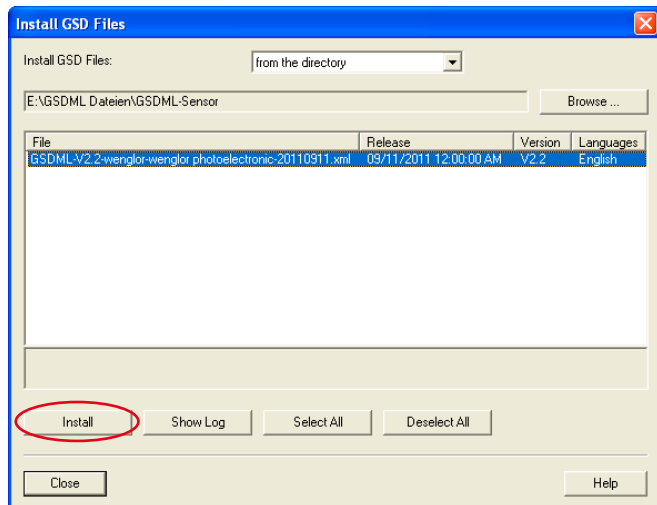 Install GSD Files
Install GSD Files: from the directory
E:\GSDML Dateien\GSDML-Sensor Browse ...
File Release Version Languages
GSDML-V2.2-wenglor-wenglor photoelectronic-20110911.xml 09/11/2011 12:00:00 AM V2.2 English
Install Show Log Select All Deselect All
Close Help